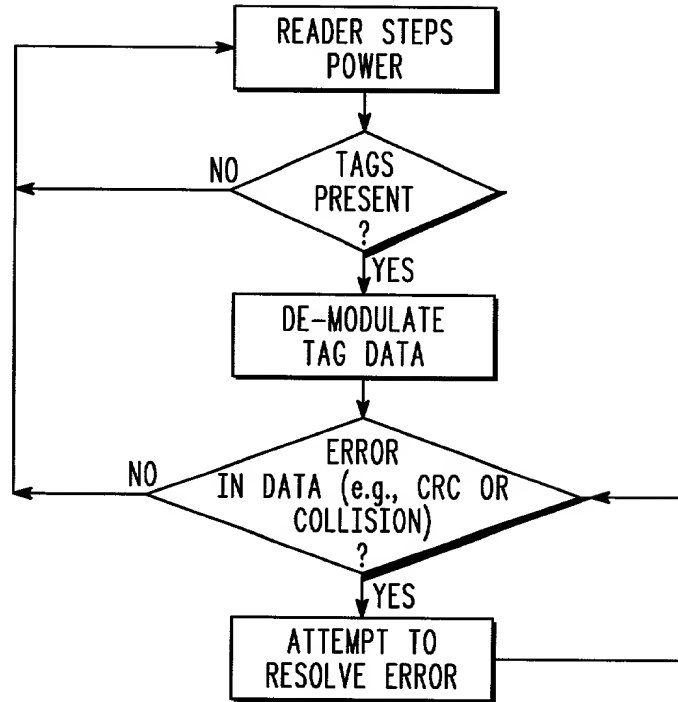 READER STEPS
POWER
NO
TAGS
PRESENT
?
YES
DE-MODULATE
TAG DATA
NO
ERROR
IN DATA (e.g., CRC OR
COLLISION)
?
YES
ATTEMPT TO
RESOLVE ERROR